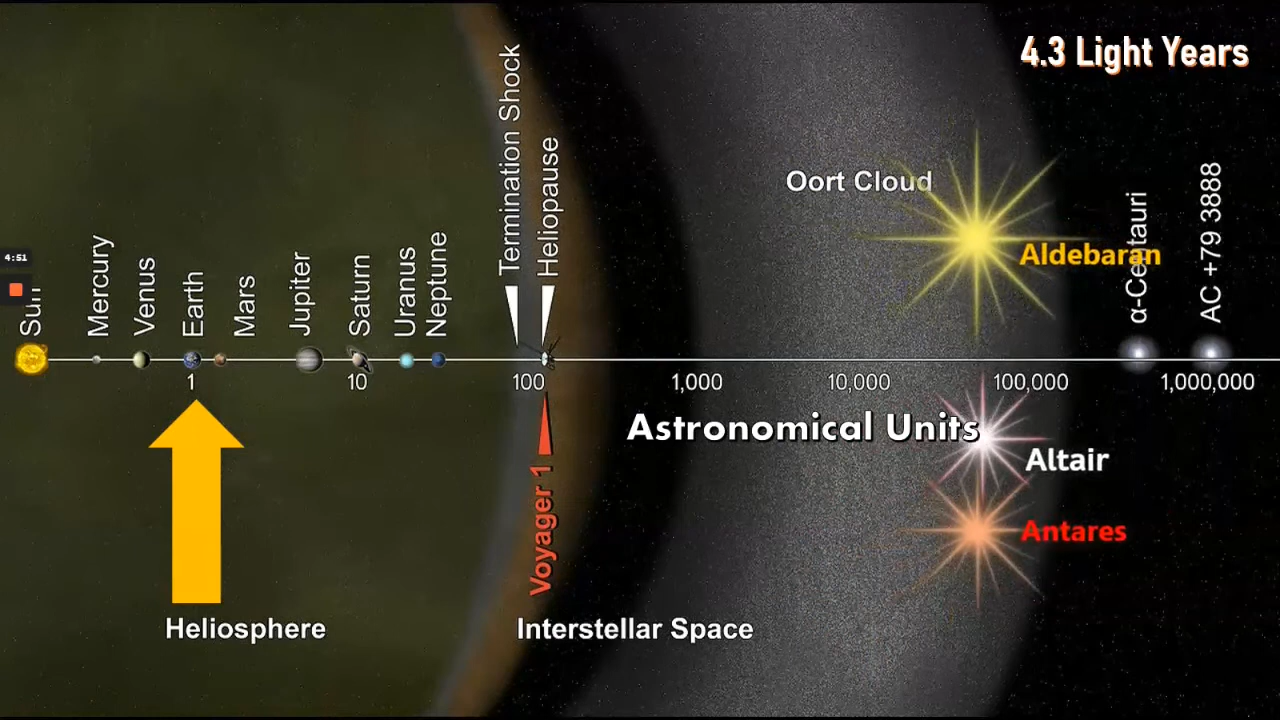 4.3 Light Years
Termination Shock
Heliopause
Oort Cloud
Aldebaran
α-Centauri
AC +79 3888
4:51
Sun
Mercury
Venus
Earth
Mars
Jupiter
Saturn
Uranus
Neptune
1
10
100
1,000
10,000
100,000
1,000,000
Astronomical Units
Altair
Voyager 1
Antares
Heliosphere
Interstellar Space